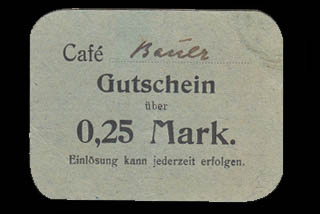 Café Bauer
Gutschein
über
0,25 Mark.
Einlösung kann jederzeit erfolgen.